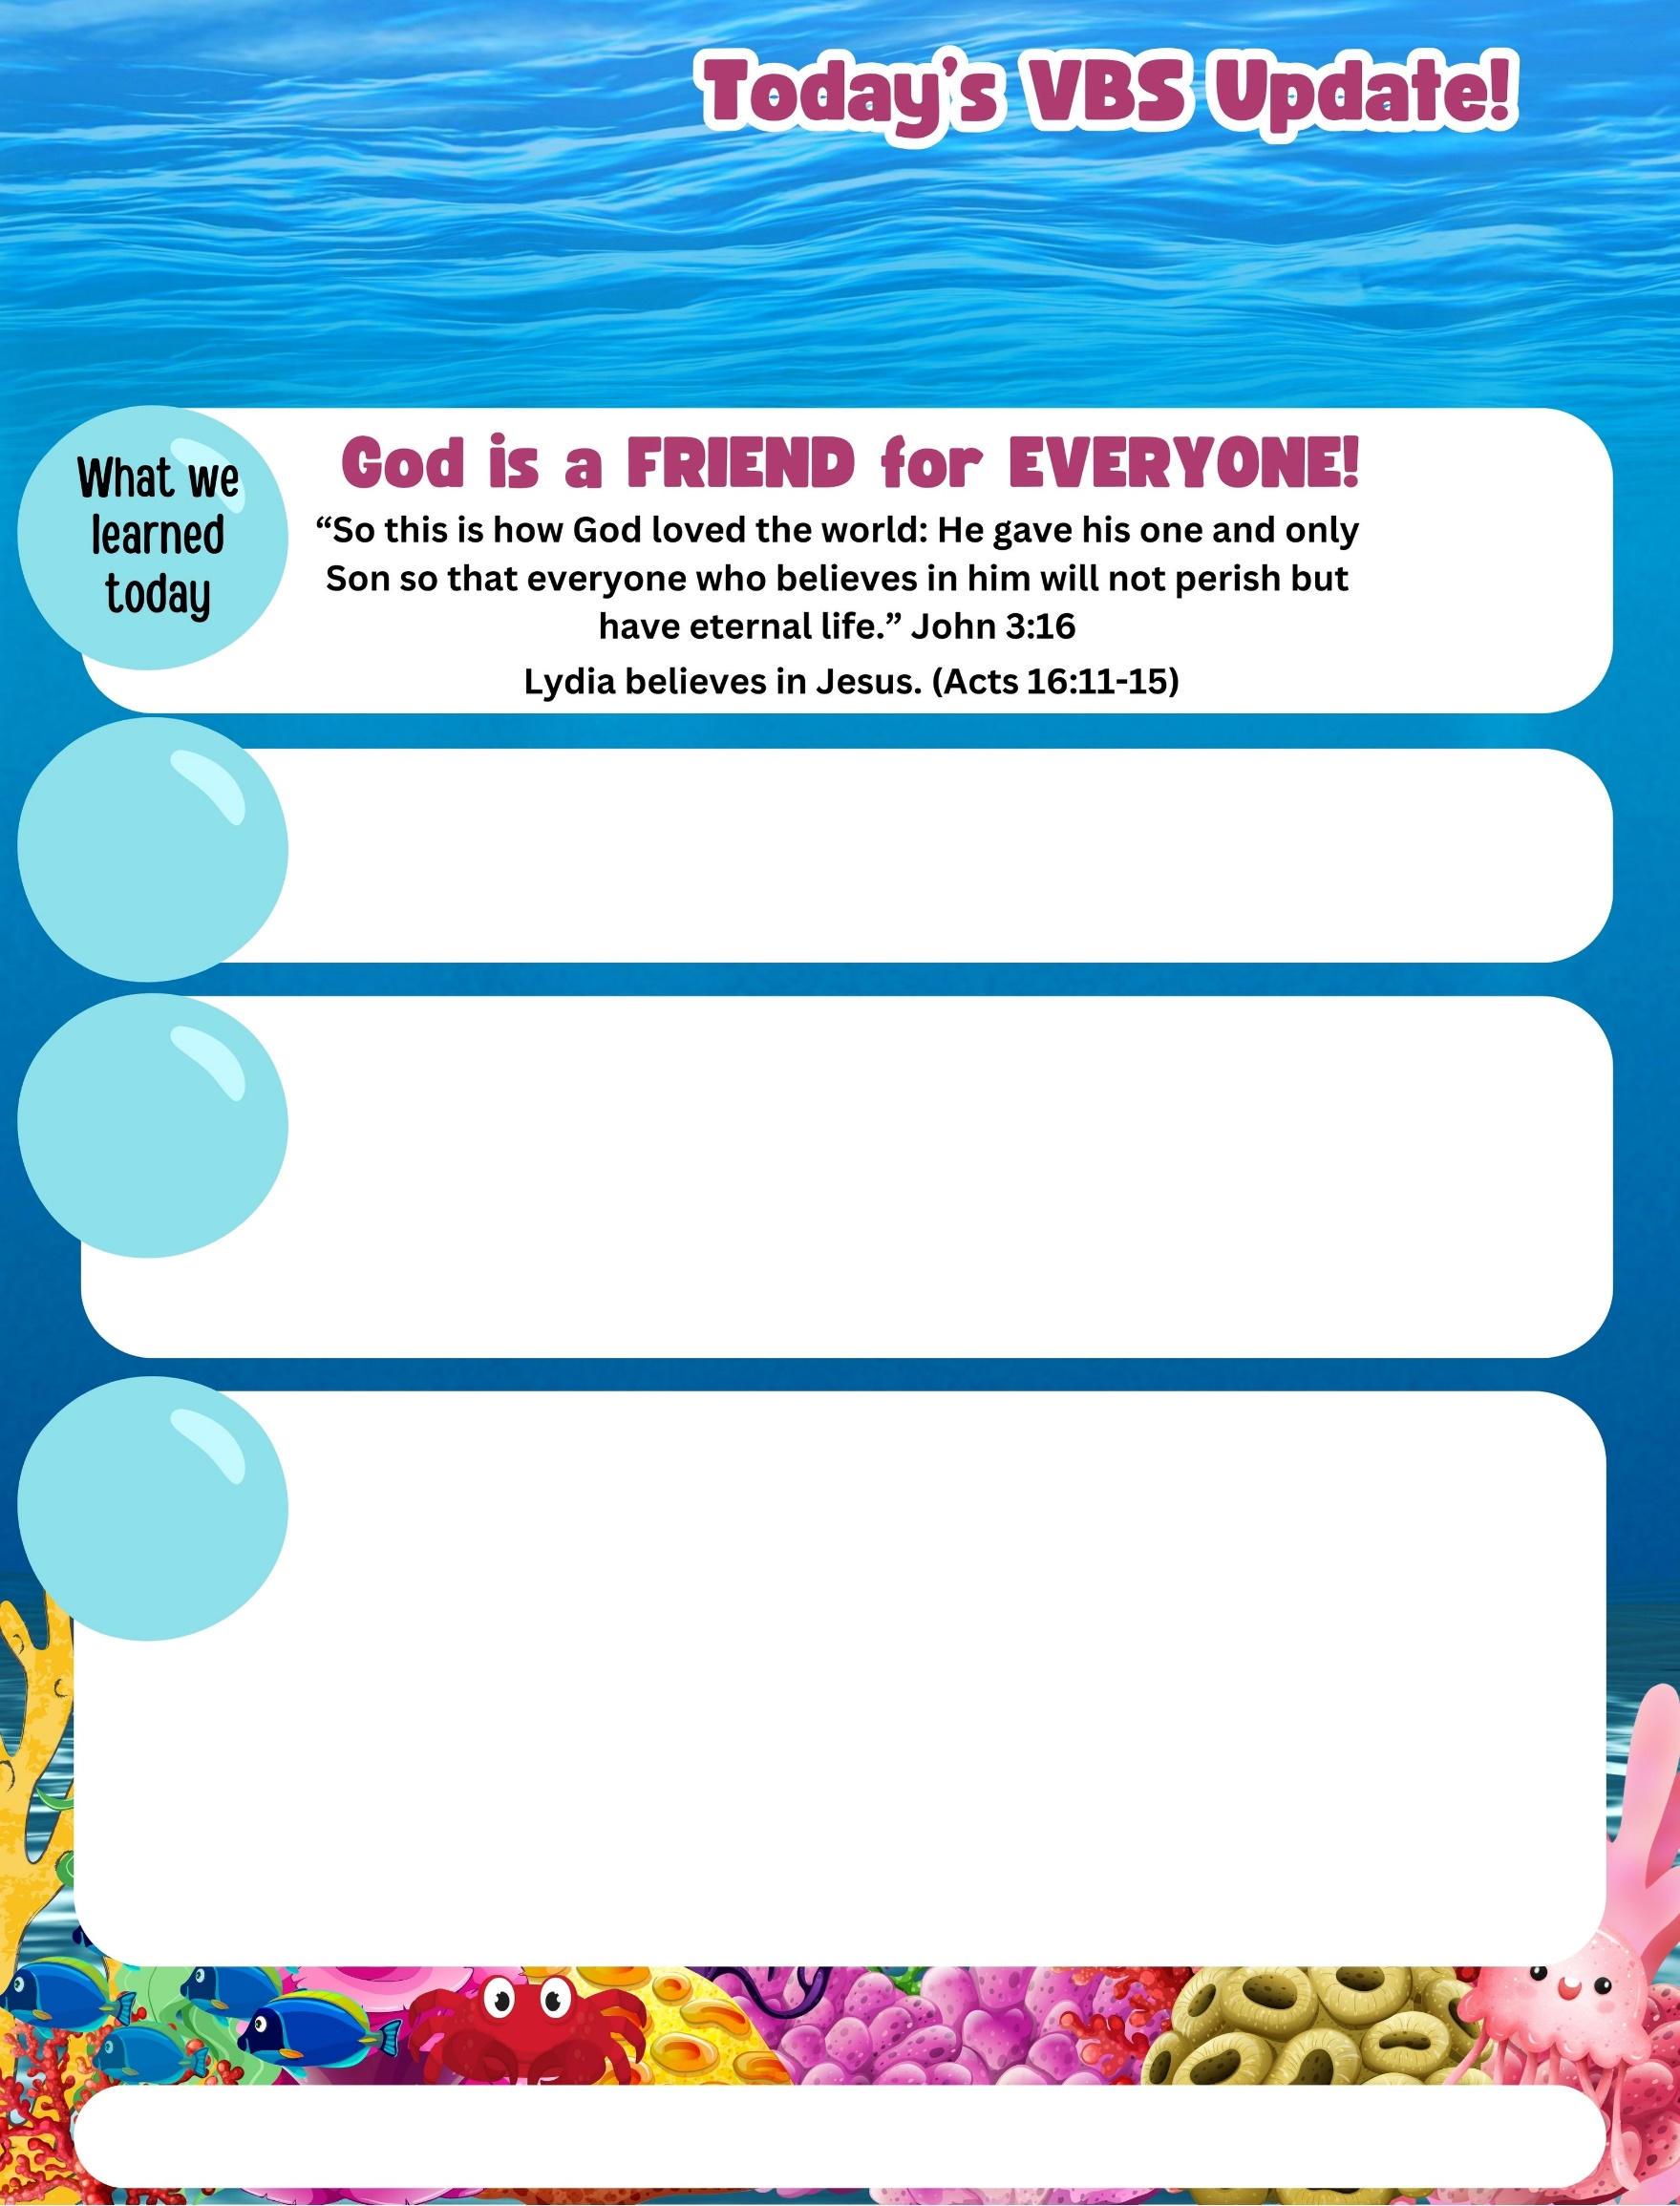 Today’s VBS Update!
What we
learned
today
God is a FRIEND for EVERYONE!
“So this is how God loved the world: He gave his one and only
Son so that everyone who believes in him will not perish but
have eternal life.” John 3:16
Lydia believes in Jesus. (Acts 16:11-15)